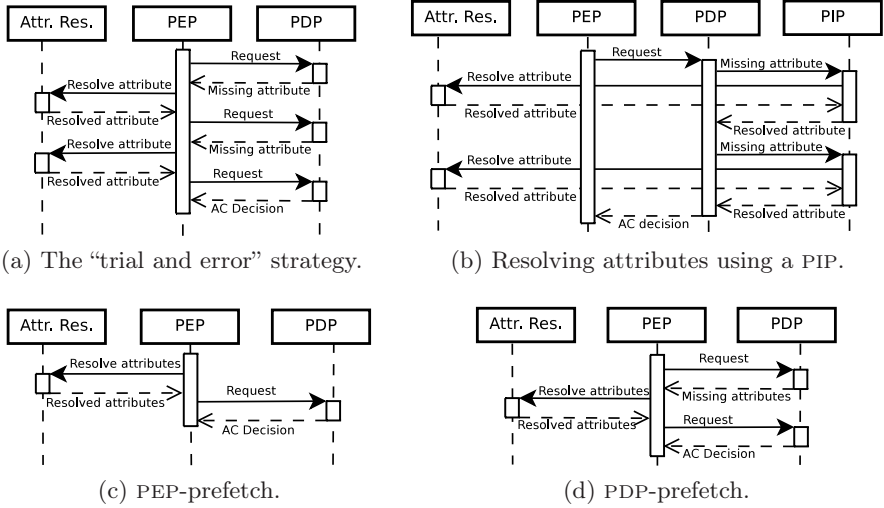 Attr. Res.
PEP
PDP
Request
Resolve attribute
Missing attribute
Resolved attribute
Request
Resolve attribute
Missing attribute
Resolved attribute
Request
AC Decision
(a) The “trial and error” strategy.
Attr. Res.
PEP
PDP
PIP
Request
Missing attribute
Resolve attribute
Resolved attribute
Resolved attribute
Missing attribute
Resolve attribute
Resolved attribute
Resolved attribute
AC decision
(b) Resolving attributes using a PIP.
Attr. Res.
PEP
PDP
Resolve attributes
Resolved attributes
Request
AC Decision
(c) PEP-prefetch.
Attr. Res.
PEP
PDP
Request
Missing attributes
Resolve attributes
Resolved attributes
Request
AC Decision
(d) PDP-prefetch.